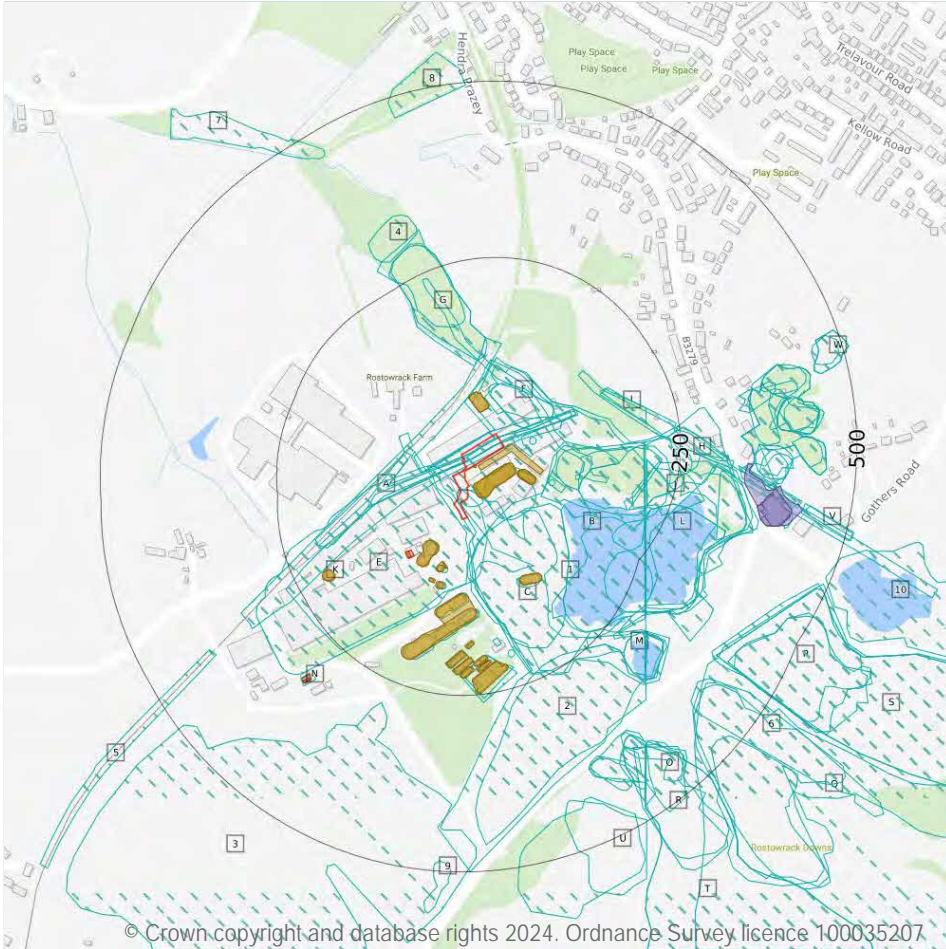 Hendra Prazey
8
Play Space
Play Space
Play Space
Trelavour Road
Kellow Road
Play Space
7
4
G
B3279
W
Rostowrack Farm
F
I
H
250
500
Gothers Road
A
J
V
B
L
K
E
1
C
10
M
N
R
2
S
6
5
O
Q
R
3
U
Rostowrack Downs
9
T
© Crown copyright and database rights 2024. Ordnance Survey licence 100035207.